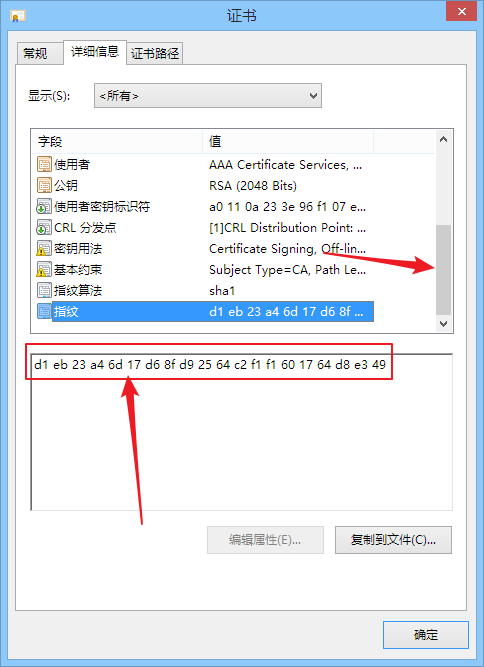 证书
常规 详细信息 证书路径
显示(S): <所有>
字段 值
使用者 AAA Certificate Services, ...
公钥 RSA (2048 Bits)
使用者密钥标识符 a0 11 0a 23 3e 96 f1 07 e...
CRL 分发点 [1]CRL Distribution Point: ...
密钥用法 Certificate Signing, Off-lin...
基本约束 Subject Type=CA, Path Le...
指纹算法 sha1
指纹 d1 eb 23 a4 6d 17 d6 8f ...
d1 eb 23 a4 6d 17 d6 8f d9 25 64 c2 f1 f1 60 17 64 d8 e3 49
编辑属性(E)... 复制到文件(C)...
确定